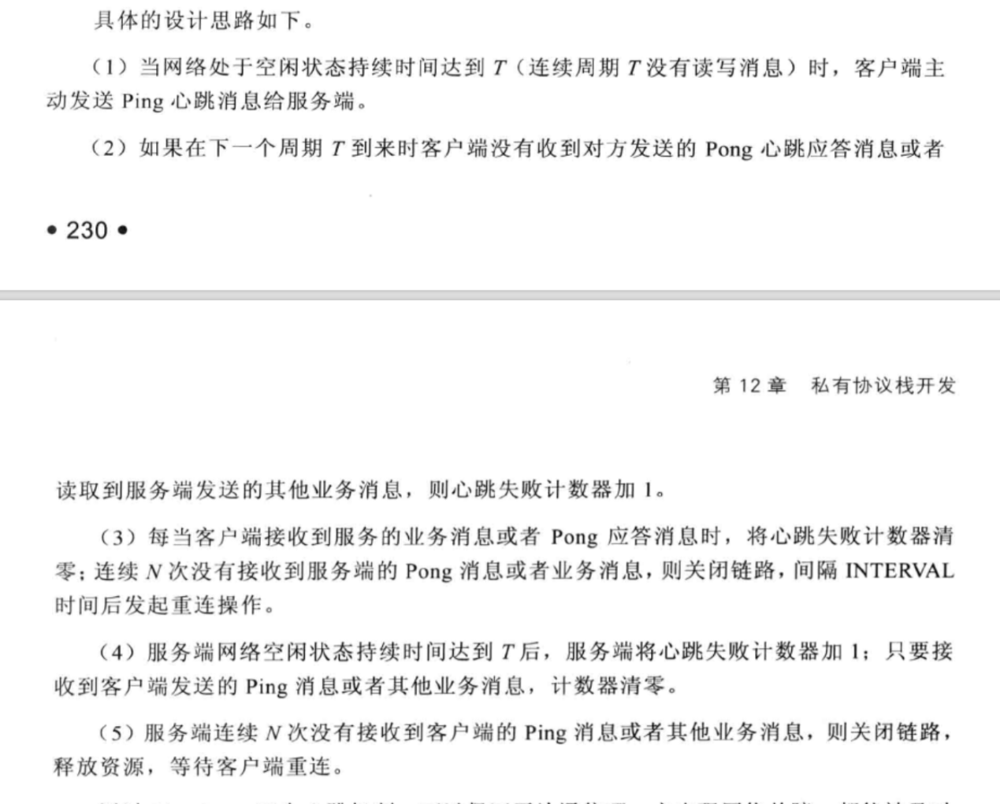 具体的设计思路如下。
（1）当网络处于空闲状态持续时间达到 T（连续周期 T 没有读写消息）时，客户端主
动发送 Ping 心跳消息给服务端。
（2）如果在下一个周期 T 到来时客户端没有收到对方发送的 Pong 心跳应答消息或者
• 230 •
第 12 章 私有协议栈开发
读取到服务端发送的其他业务消息，则心跳失败计数器加 1。
（3）每当客户端接收到服务的业务消息或者 Pong 应答消息时，将心跳失败计数器清
零；连续 N 次没有接收到服务端的 Pong 消息或者业务消息，则关闭链路，间隔 INTERVAL
时间后发起重连操作。
（4）服务端网络空闲状态持续时间达到 T 后，服务端将心跳失败计数器加 1；只要接
收到客户端发送的 Ping 消息或者其他业务消息，计数器清零。
（5）服务端连续 N 次没有接收到客户端的 Ping 消息或者其他业务消息，则关闭链路，
释放资源，等待客户端重连。